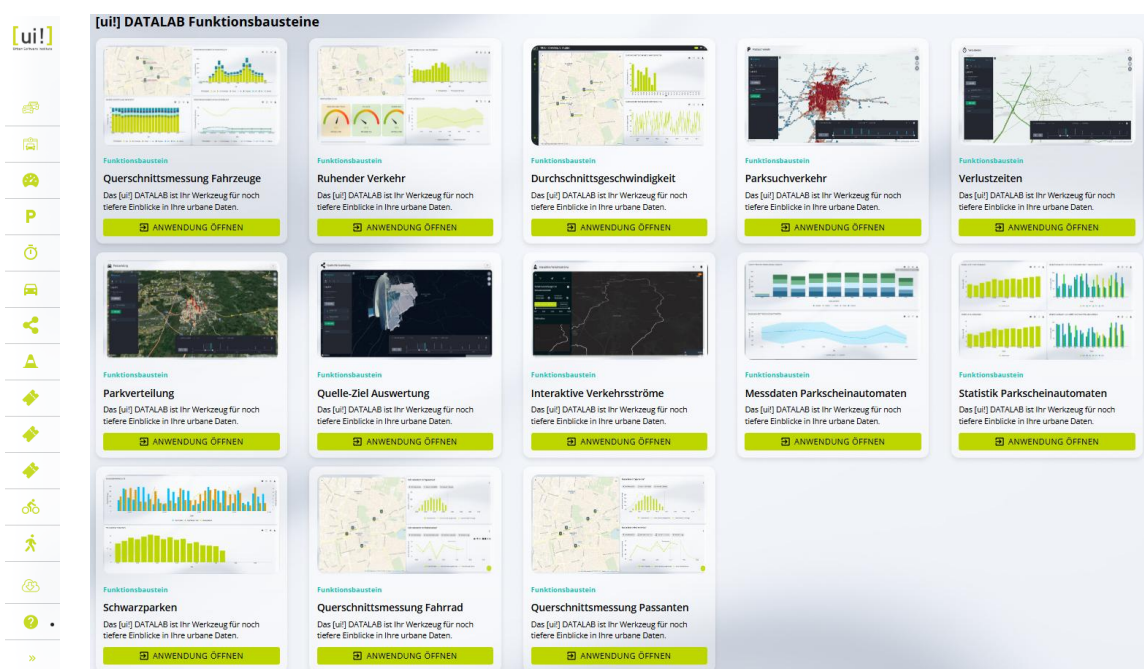 [ui!] DATALAB Funktionsbausteine
[ui!]
Urban Software Institute
Funktionsbaustein
Querschnittsmessung Fahrzeuge
Das [ui!] DATALAB ist Ihr Werkzeug für noch
tiefere Einblicke in Ihre urbane Daten.
ANWENDUNG ÖFFNEN
Funktionsbaustein
Ruhender Verkehr
Das [ui!] DATALAB ist Ihr Werkzeug für noch
tiefere Einblicke in Ihre urbane Daten.
ANWENDUNG ÖFFNEN
Funktionsbaustein
Durchschnittsgeschwindigkeit
Das [ui!] DATALAB ist Ihr Werkzeug für noch
tiefere Einblicke in Ihre urbane Daten.
ANWENDUNG ÖFFNEN
Funktionsbaustein
Parksuchverkehr
Das [ui!] DATALAB ist Ihr Werkzeug für noch
tiefere Einblicke in Ihre urbane Daten.
ANWENDUNG ÖFFNEN
Funktionsbaustein
Verlustzeiten
Das [ui!] DATALAB ist Ihr Werkzeug für noch
tiefere Einblicke in Ihre urbane Daten.
ANWENDUNG ÖFFNEN
Funktionsbaustein
Parkverteilung
Das [ui!] DATALAB ist Ihr Werkzeug für noch
tiefere Einblicke in Ihre urbane Daten.
ANWENDUNG ÖFFNEN
Funktionsbaustein
Quelle-Ziel Auswertung
Das [ui!] DATALAB ist Ihr Werkzeug für noch
tiefere Einblicke in Ihre urbane Daten.
ANWENDUNG ÖFFNEN
Funktionsbaustein
Interaktive Verkehrsströme
Das [ui!] DATALAB ist Ihr Werkzeug für noch
tiefere Einblicke in Ihre urbane Daten.
ANWENDUNG ÖFFNEN
Funktionsbaustein
Messdaten Parkscheinautomaten
Das [ui!] DATALAB ist Ihr Werkzeug für noch
tiefere Einblicke in Ihre urbane Daten.
ANWENDUNG ÖFFNEN
Funktionsbaustein
Statistik Parkscheinautomaten
Das [ui!] DATALAB ist Ihr Werkzeug für noch
tiefere Einblicke in Ihre urbane Daten.
ANWENDUNG ÖFFNEN
Funktionsbaustein
Schwarzparken
Das [ui!] DATALAB ist Ihr Werkzeug für noch
tiefere Einblicke in Ihre urbane Daten.
ANWENDUNG ÖFFNEN
Funktionsbaustein
Querschnittsmessung Fahrrad
Das [ui!] DATALAB ist Ihr Werkzeug für noch
tiefere Einblicke in Ihre urbane Daten.
ANWENDUNG ÖFFNEN
Funktionsbaustein
Querschnittsmessung Passanten
Das [ui!] DATALAB ist Ihr Werkzeug für noch
tiefere Einblicke in Ihre urbane Daten.
ANWENDUNG ÖFFNEN